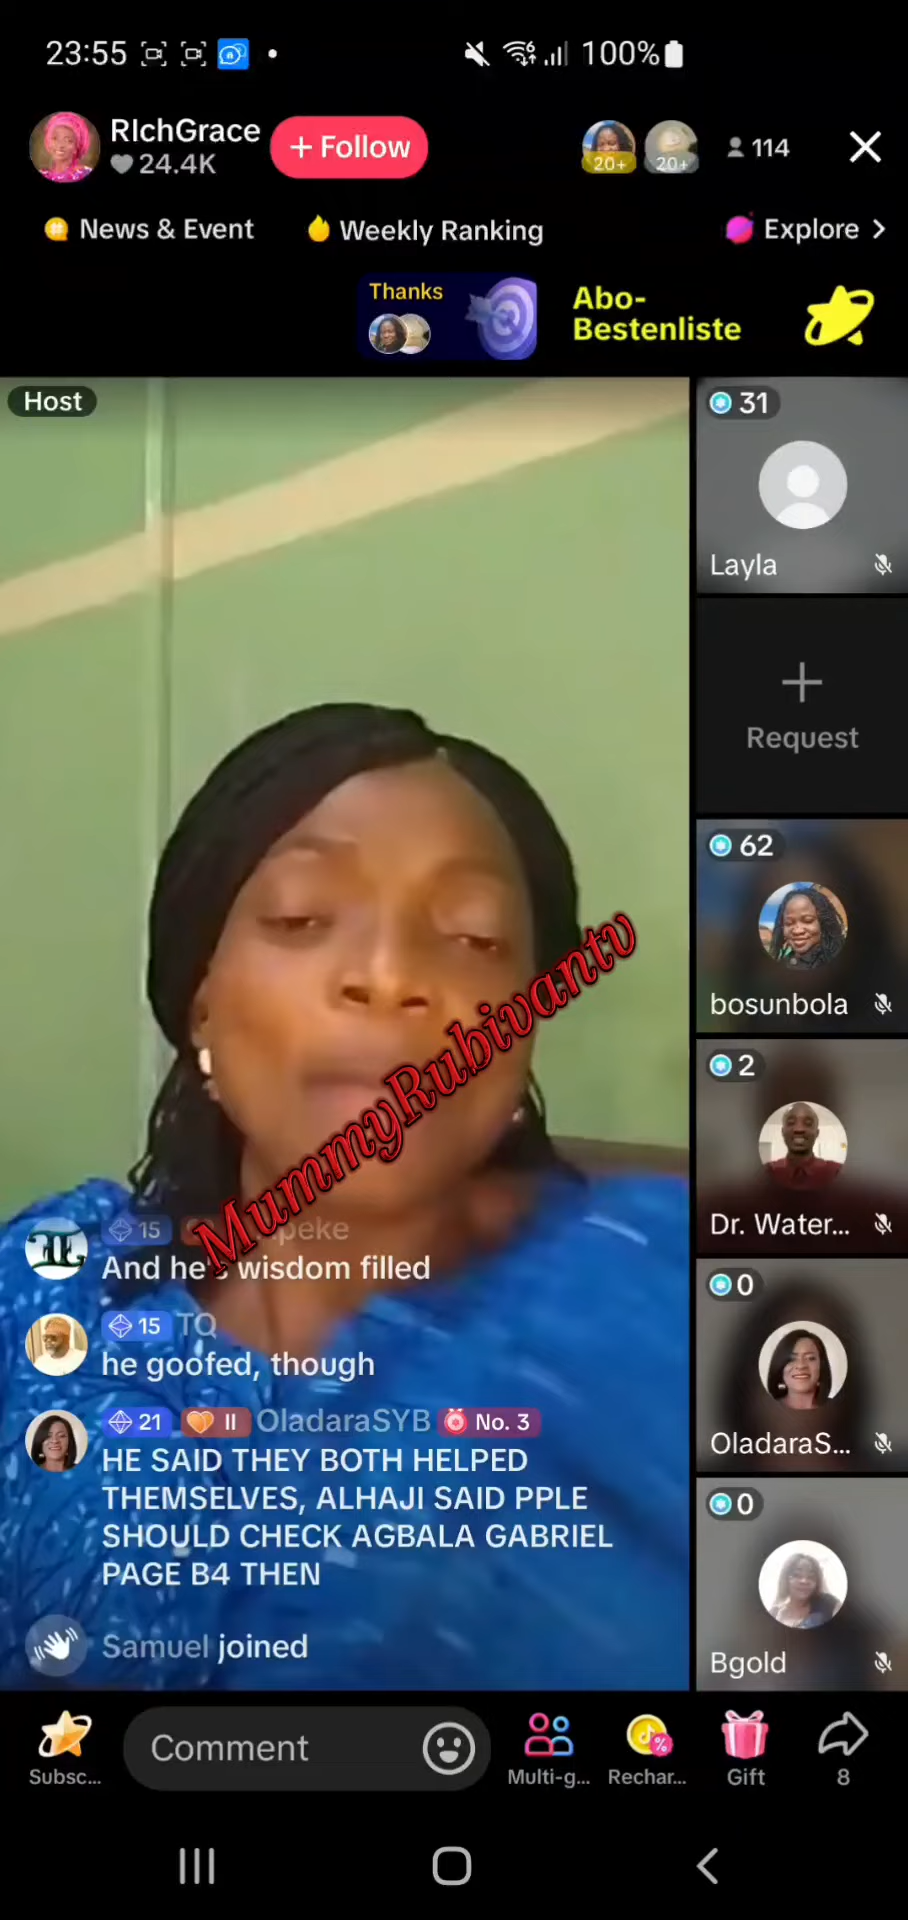 23:55
100%
RIchGrace
24.4K
+ Follow
20+
20+
114
News & Event
Weekly Ranking
Explore
Thanks
Abo-
Bestenliste
Host
31
Layla
Request
62
bosunbola
2
Dr. Water...
0
OladaraS...
0
Bgold
MummyRubivantv
15
And he's wisdom filled
15 TQ
he goofed, though
21 II OladaraSYB No. 3
HE SAID THEY BOTH HELPED
THEMSELVES, ALHAJI SAID PPLE
SHOULD CHECK AGBALA GABRIEL
PAGE B4 THEN
Samuel joined
Subsc...
Comment
Multi-g...
Rechar...
Gift
8